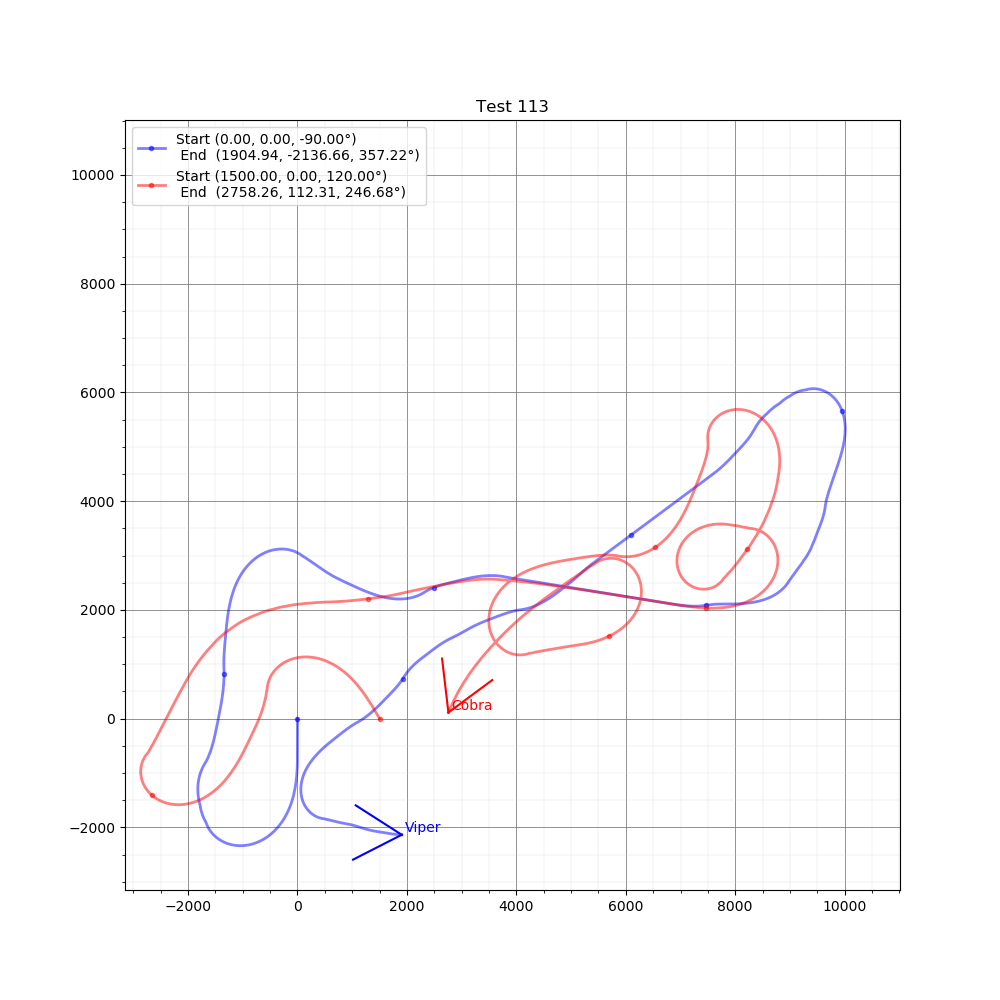 Test 113
Start (0.00, 0.00, -90.00°)
End  (1904.94, -2136.66, 357.22°)
Start (1500.00, 0.00, 120.00°)
End  (2758.26, 112.31, 246.68°)
10000
8000
6000
4000
2000
0
−2000
Cobra
Viper
−2000
0
2000
4000
6000
8000
10000